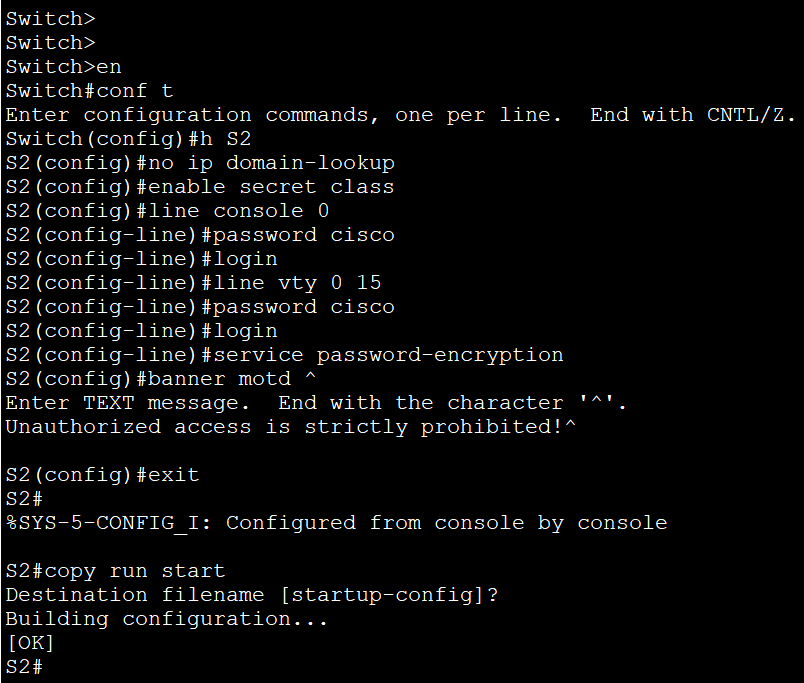 Switch>
Switch>
Switch>en
Switch#conf t
Enter configuration commands, one per line.  End with CNTL/Z.
Switch(config)#h S2
S2(config)#no ip domain-lookup
S2(config)#enable secret class
S2(config)#line console 0
S2(config-line)#password cisco
S2(config-line)#login
S2(config-line)#line vty 0 15
S2(config-line)#password cisco
S2(config-line)#login
S2(config-line)#service password-encryption
S2(config)#banner motd ^
Enter TEXT message.  End with the character '^'.
Unauthorized access is strictly prohibited!^

S2(config)#exit
S2#
%SYS-5-CONFIG_I: Configured from console by console

S2#copy run start
Destination filename [startup-config]?
Building configuration...
[OK]
S2#